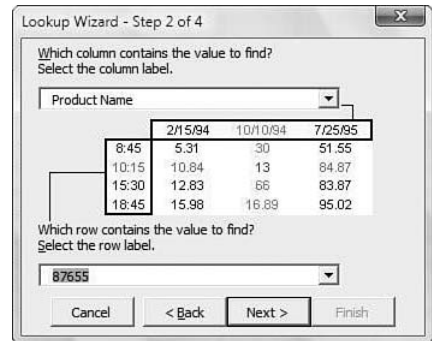 Lookup Wizard - Step 2 of 4
x
Which column contains the value to find?
Select the column label.
Product Name
2/15/94 10/10/94 7/25/95
8:45 5.31 30 51.55
10:15 10.84 13 84.87
15:30 12.83 66 83.87
18:45 15.98 16.89 95.02
Which row contains the value to find?
Select the row label.
87655
Cancel < Back Next > Finish